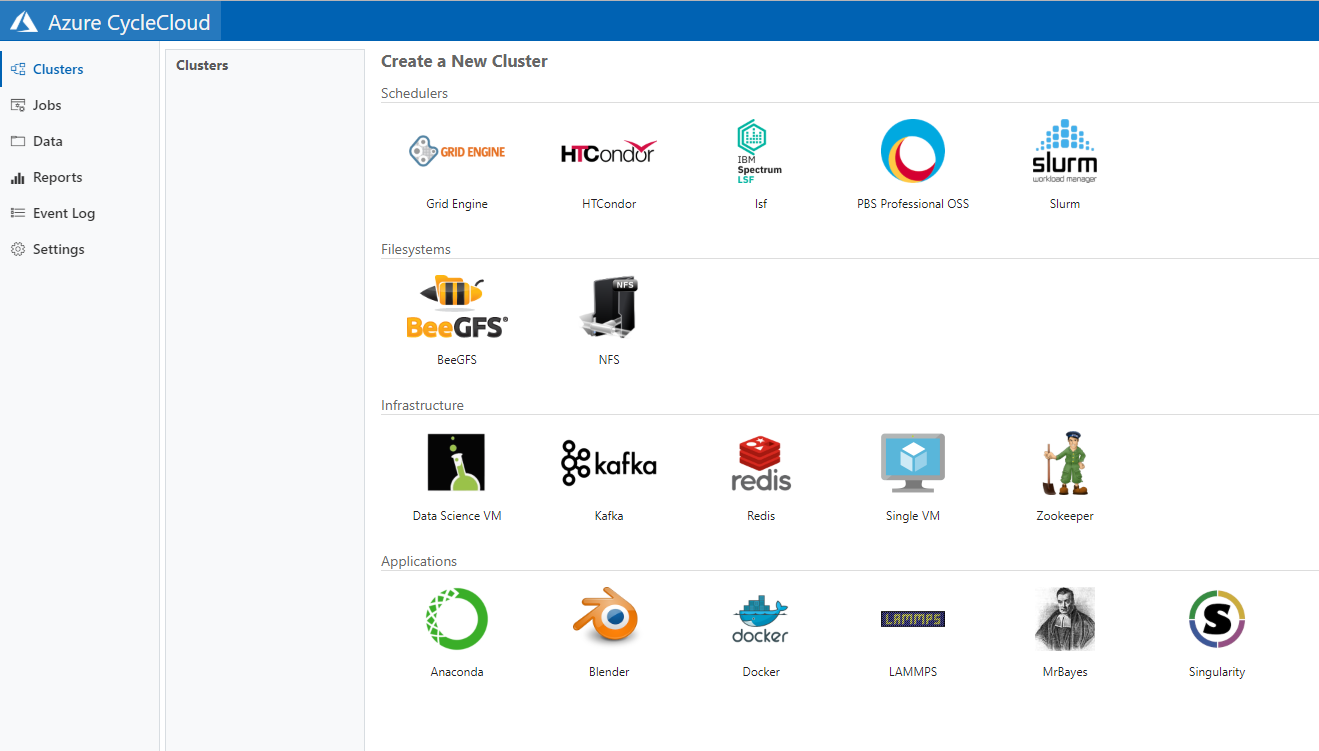 Azure CycleCloud
Clusters
Jobs
Data
Reports
Event Log
Settings
Clusters
Create a New Cluster
Schedulers
GRID ENGINE
HTCondor
IBM
Spectrum
LSF
slurm
workload manager
Grid Engine
HTCondor
lsf
PBS Professional OSS
Slurm
Filesystems
BeeGFS®
NFS
BeeGFS
NFS
Infrastructure
kafka
redis
Data Science VM
Kafka
Redis
Single VM
Zookeeper
Applications
docker
LAMMPS
S
Anaconda
Blender
Docker
LAMMPS
MrBayes
Singularity